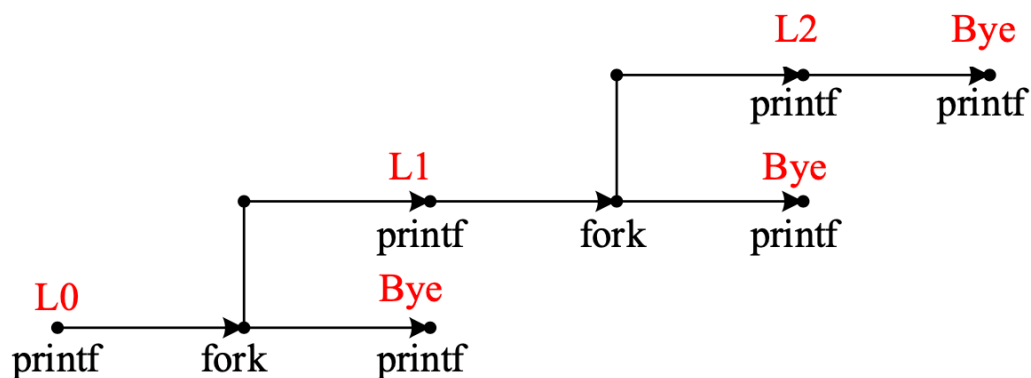 L2 Bye
printf printf
L1 Bye
printf fork printf
L0 Bye
printf fork printf